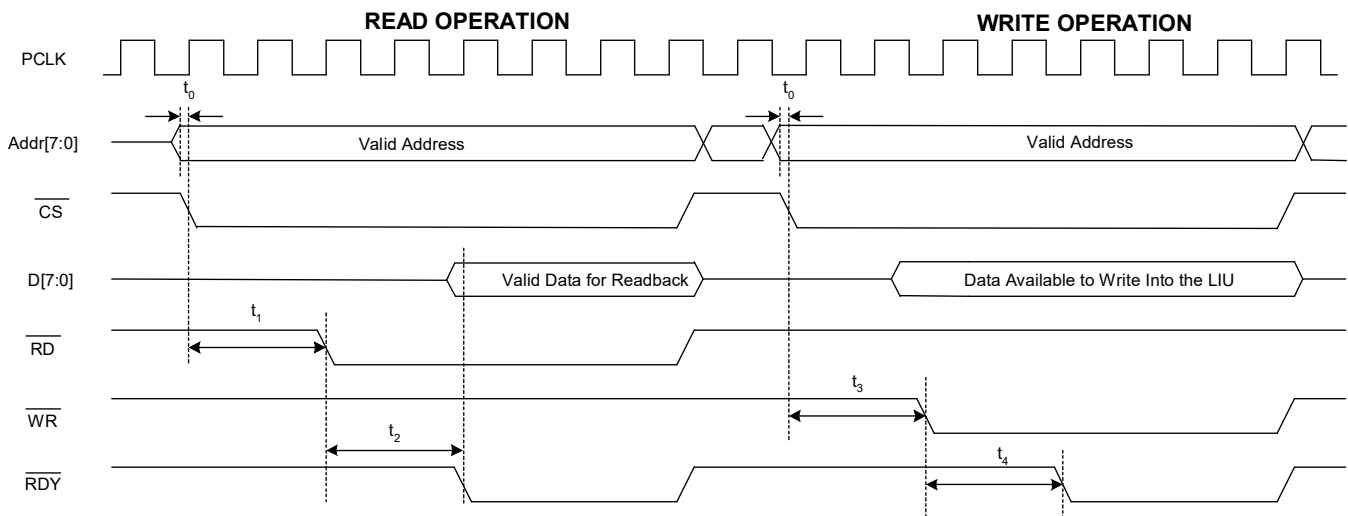 READ OPERATION WRITE OPERATION
PCLK
t0 t0
Addr[7:0] Valid Address Valid Address
CS
D[7:0] Valid Data for Readback Data Available to Write Into the LIU
t1
RD
t3
WR
t2
t4
RDY